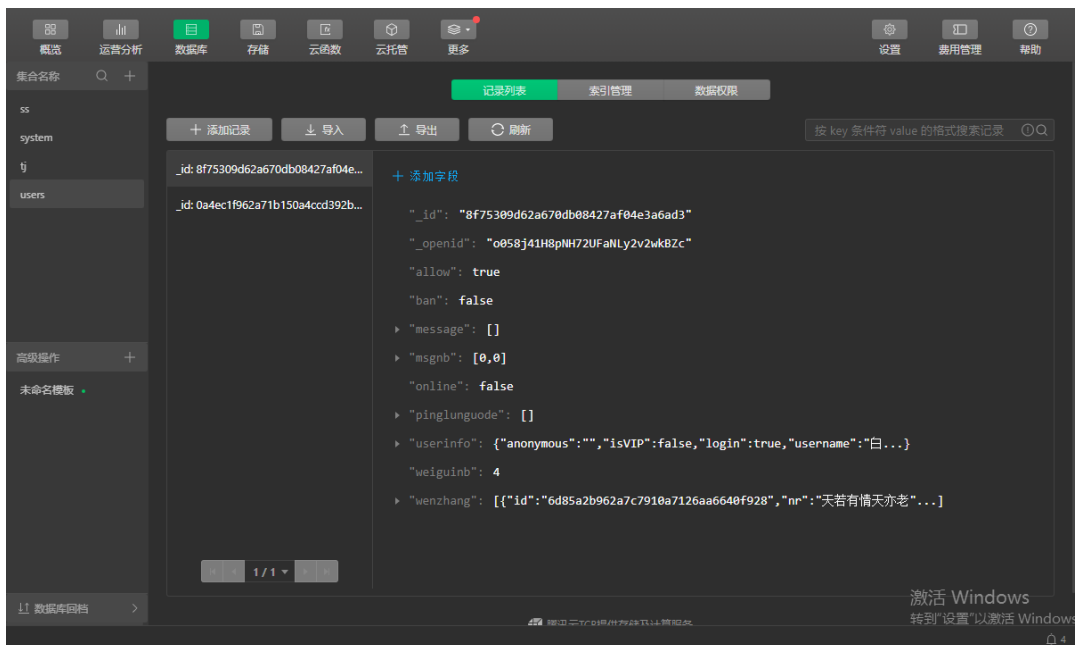 概览 运营分析 数据库 存储 云函数 云托管 更多 设置 费用管理 帮助
集合名称
记录列表 索引管理 数据权限
ss
添加记录 导入 导出 刷新 按 key 条件符 value 的格式搜索记录
system
tj
_id: 8f75309d62a670db08427af04e...
添加字段
users
_id: 0a4ec1f962a71b150a4ccd392b...
"_id": "8f75309d62a670db08427af04e3a6ad3"
"_openid": "o058j41H8pNH72UFaNLy2v2wkBZc"
"allow": true
"ban": false
"message": []
高级操作
"msgnb": [0,0]
未命名模板
"online": false
"pinglunguode": []
"userinfo": {"anonymous":"","isVIP":false,"login":true,"username":"白...}
"weiguinb": 4
"wenzhang": [{"id":"6d85a2b962a7c7910a7126aa6640f928","nr":"天若有情天亦老"...]
1 / 1
数据库回档
激活 Windows
转到"设置"以激活 Windows
4